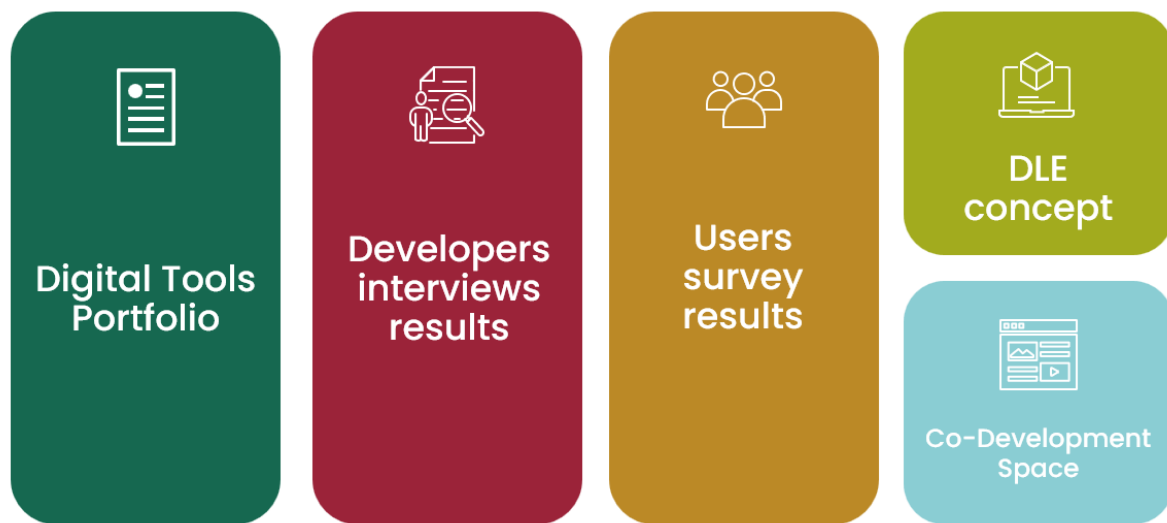 Digital Tools
Portfolio
Developers
interviews
results
Users
survey
results
DLE
concept
Co-Development
Space